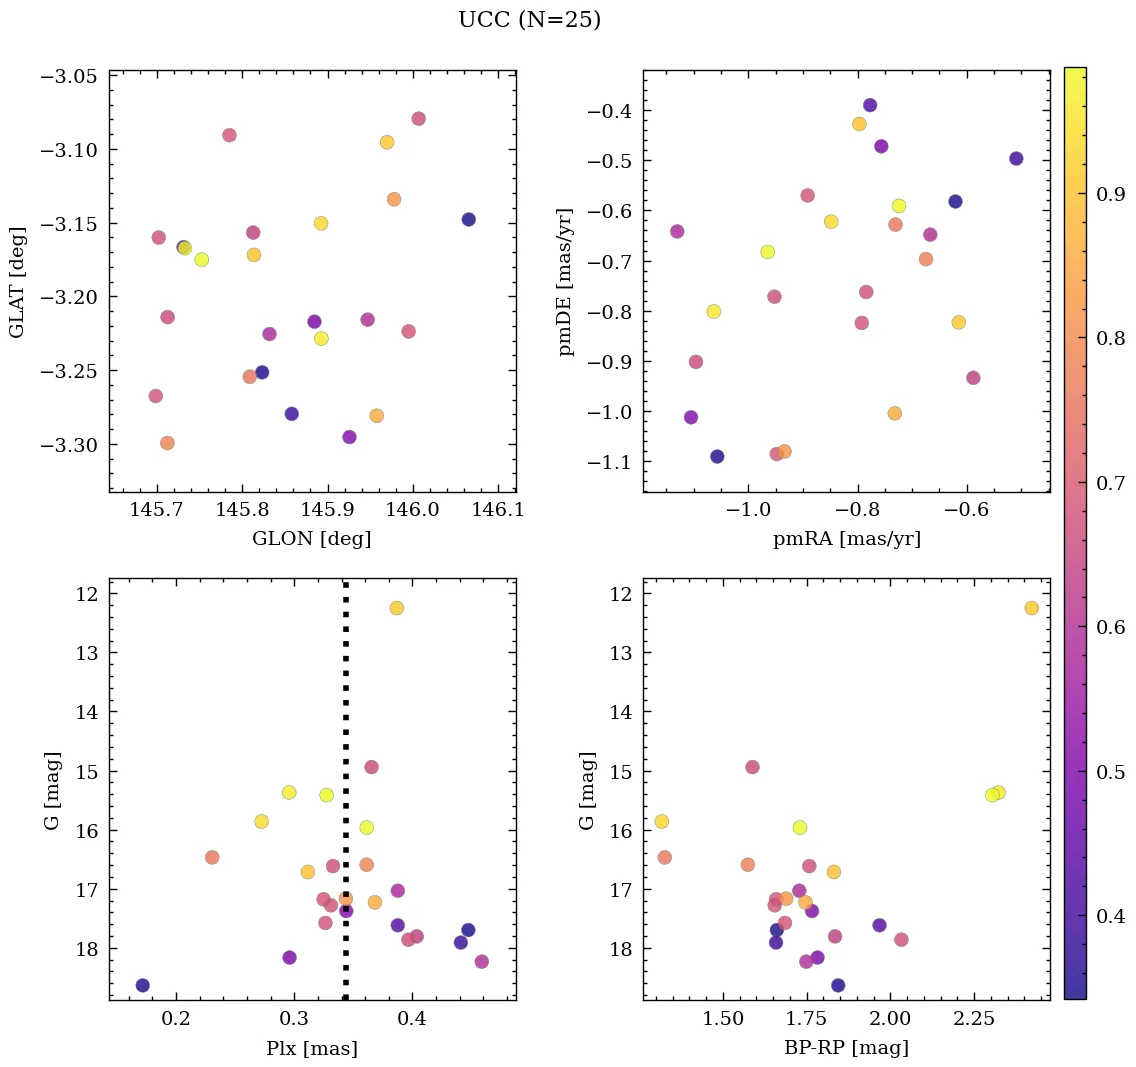 UCC (N=25)
−3.05
−3.10
−3.15
−3.20
−3.25
−3.30
GLAT [deg]
145.7 145.8 145.9 146.0 146.1
GLON [deg]
−0.4
−0.5
−0.6
−0.7
−0.8
−0.9
−1.0
−1.1
pmDE [mas/yr]
−1.0 −0.8 −0.6
pmRA [mas/yr]
12
13
14
15
16
17
18
G [mag]
0.2 0.3 0.4
Plx [mas]
12
13
14
15
16
17
18
G [mag]
1.50 1.75 2.00 2.25
BP-RP [mag]
0.9
0.8
0.7
0.6
0.5
0.4